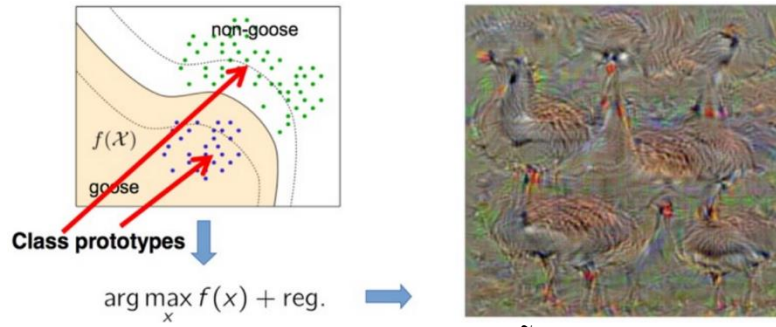 non-goose
f(𝒳)
goose
Class prototypes
arg max f(x) + reg.
x